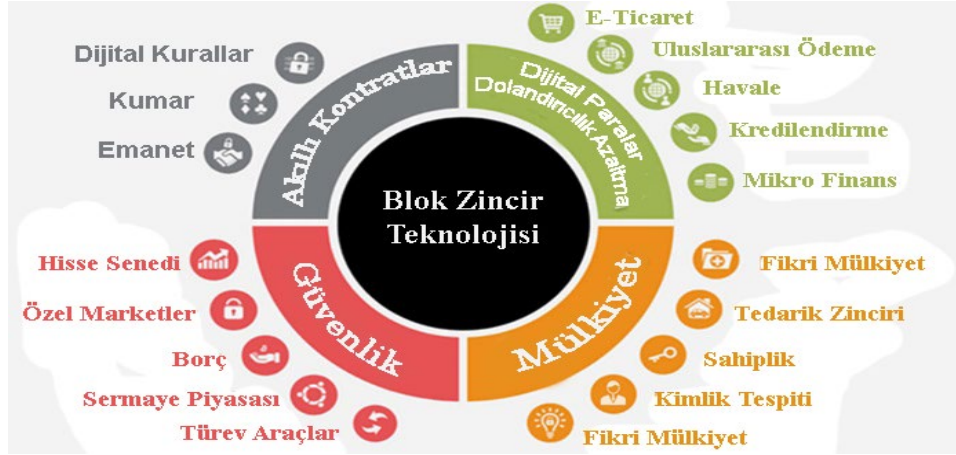 Dijital Kurallar
Kumar
Emanet
Akıllı Kontratlar
E-Ticaret
Uluslararası Ödeme
Havale
Kredilendirme
Mikro Finans
Dijital Paralar
Dolandırıcılık Azaltma
Blok Zincir
Teknolojisi
Hisse Senedi
Özel Marketler
Borç
Sermaye Piyasası
Türev Araçlar
Güvenlik
Mülkiyet
Fikri Mülkiyet
Tedarik Zinciri
Sahiplik
Kimlik Tespiti
Fikri Mülkiyet